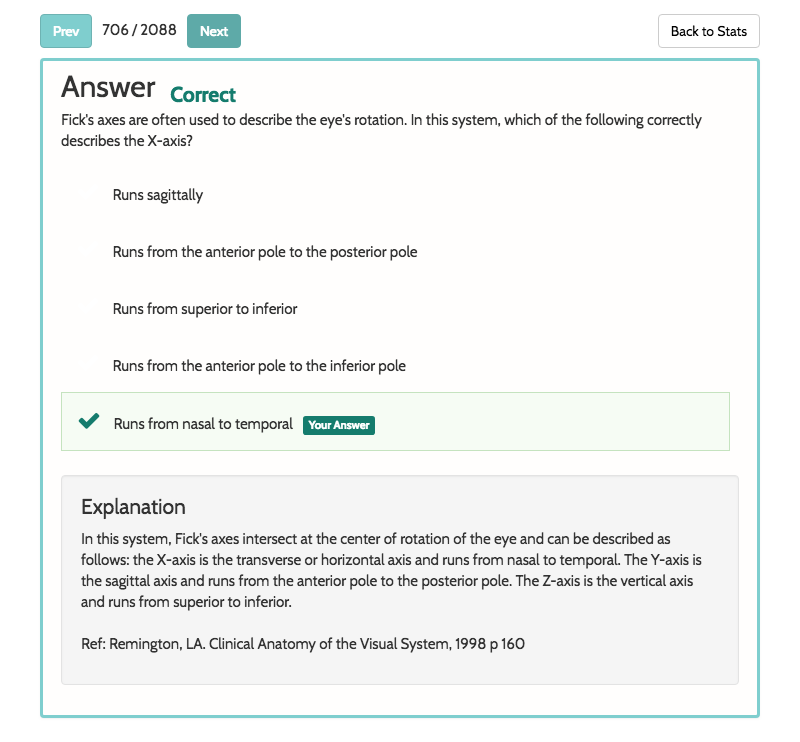 Prev 706 / 2088 Next Back to Stats
Answer Correct
Fick's axes are often used to describe the eye's rotation. In this system, which of the following correctly
describes the X-axis?
Runs sagittally
Runs from the anterior pole to the posterior pole
Runs from superior to inferior
Runs from the anterior pole to the inferior pole
Runs from nasal to temporal Your Answer
Explanation
In this system, Fick's axes intersect at the center of rotation of the eye and can be described as
follows: the X-axis is the transverse or horizontal axis and runs from nasal to temporal. The Y-axis is
the sagittal axis and runs from the anterior pole to the posterior pole. The Z-axis is the vertical axis
and runs from superior to inferior.
Ref: Remington, LA. Clinical Anatomy of the Visual System, 1998 p 160